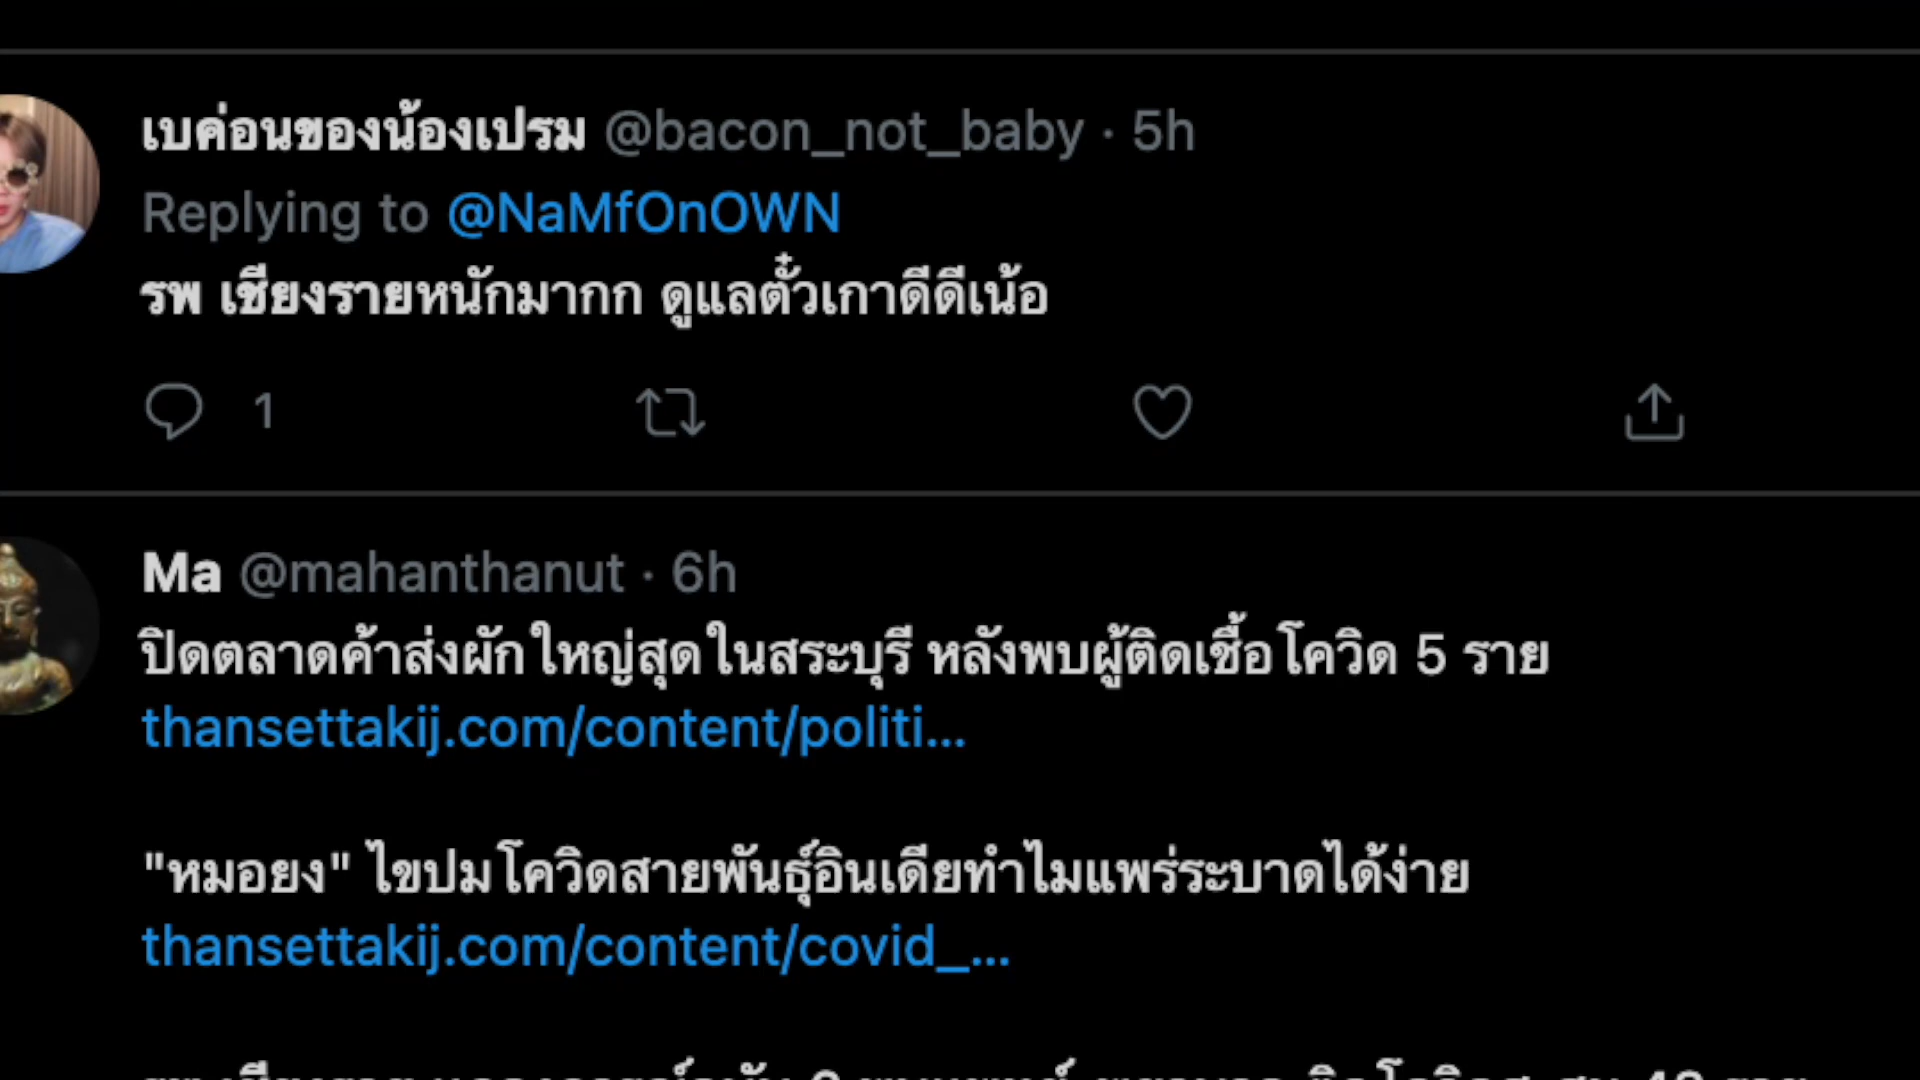 เบค่อนของน้องเปรม @bacon_not_baby · 5h
Replying to @NaMfOnOWN
รพ เชียงรายหนักมากก ดูแลตั๋วเกาดีดีเน้อ
1
Ma @mahanthanut · 6h
ปิดตลาดค้าส่งผักใหญ่สุดในสระบุรี หลังพบผู้ติดเชื้อโควิด 5 ราย
thansettakij.com/content/politi...
"หมอยง" ไขปมโควิดสายพันธุ์อินเดียทำไมแพร่ระบาดได้ง่าย
thansettakij.com/content/covid_...